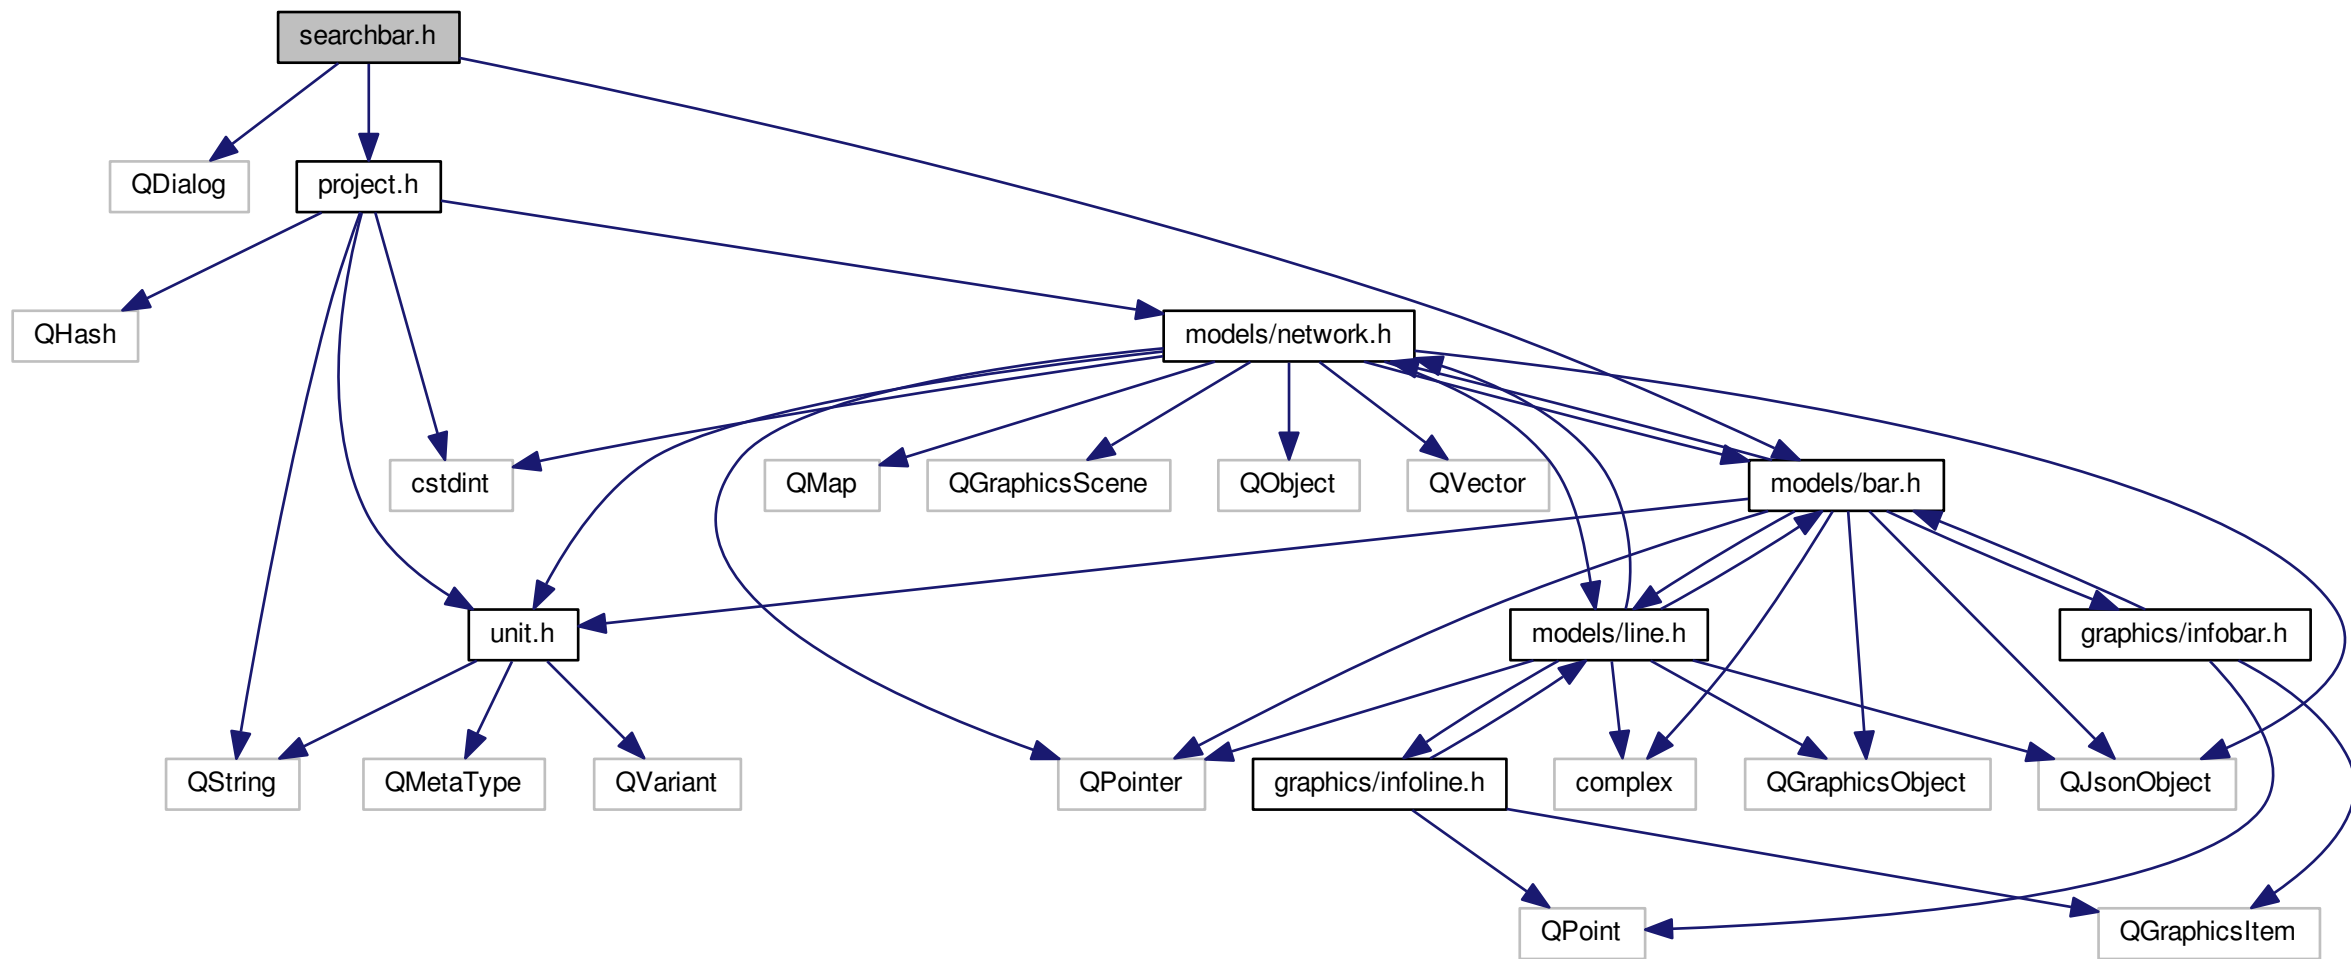 searchbar.h
QDialog
project.h
QHash
models/network.h
cstdint
QMap
QGraphicsScene
QObject
QVector
models/bar.h
unit.h
models/line.h
graphics/infobar.h
QString
QMetaType
QVariant
QPointer
graphics/infoline.h
complex
QGraphicsObject
QJsonObject
QPoint
QGraphicsItem